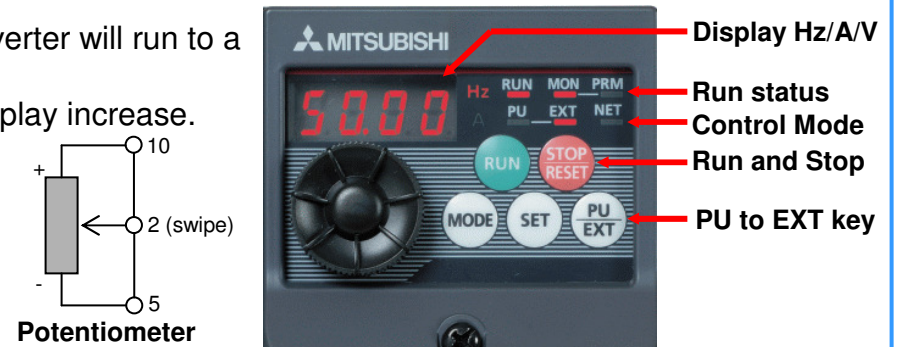 verter will run to a
play increase.
10
+
2 (swipe)
-
5
Potentiometer
MITSUBISHI
50.00
Hz RUN MON PRM
A PU EXT NET
RUN STOP RESET
MODE SET PU EXT
Display Hz/A/V
Run status
Control Mode
Run and Stop
PU to EXT key